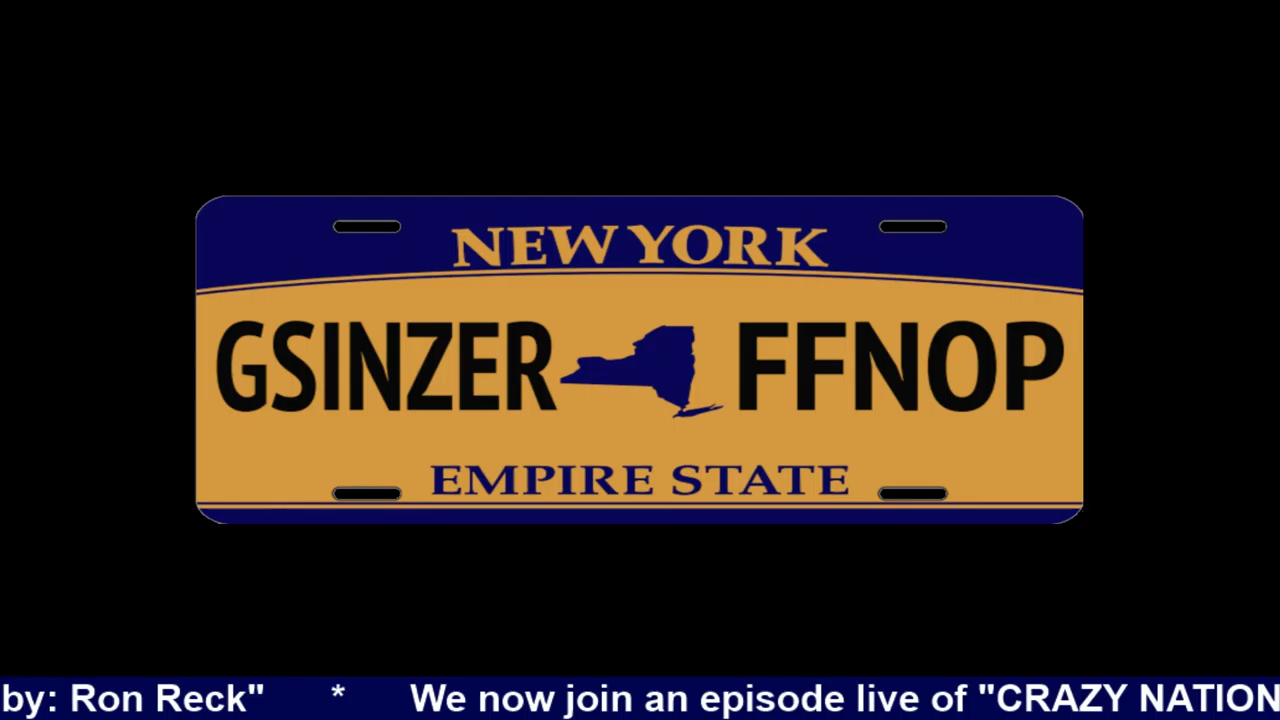 NEW YORK
GSINZER FFNOP
EMPIRE STATE
by: Ron Reck" * We now join an episode live of "CRAZY NATION